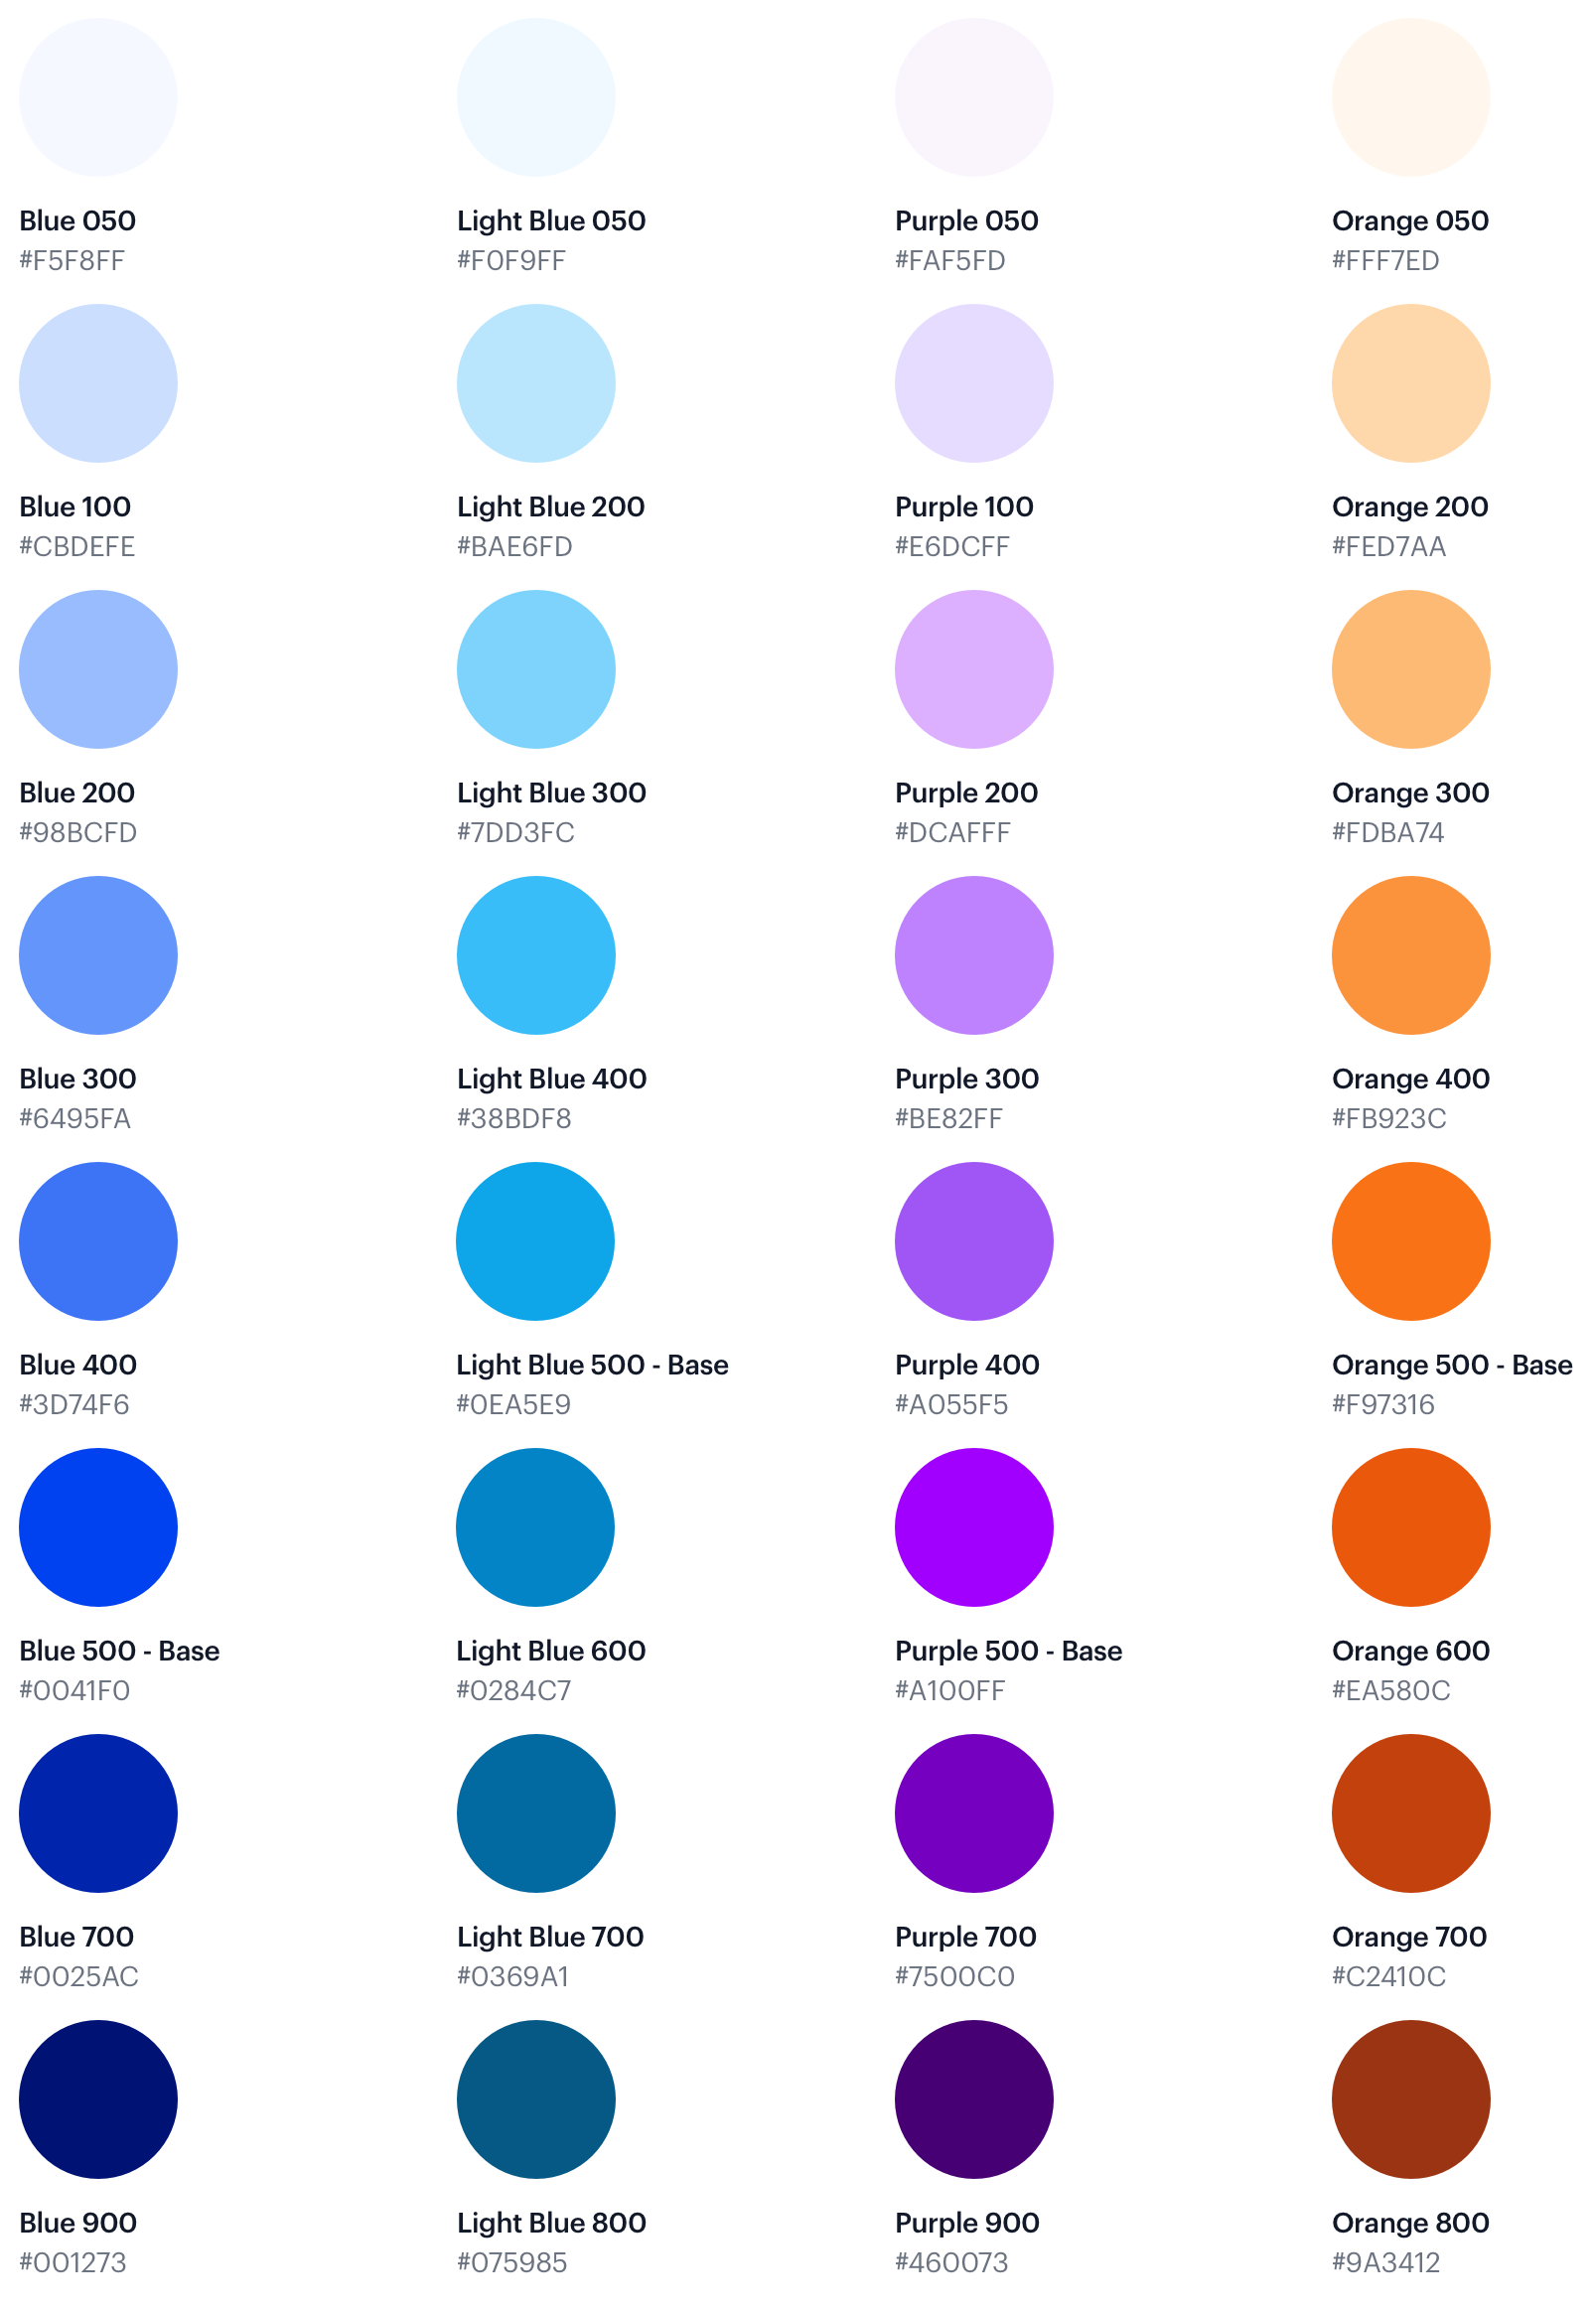 Blue 050
#F5F8FF
Light Blue 050
#F0F9FF
Purple 050
#FAF5FD
Orange 050
#FFF7ED
Blue 100
#CBDEFE
Light Blue 200
#BAE6FD
Purple 100
#E6DCFF
Orange 200
#FED7AA
Blue 200
#98BCFD
Light Blue 300
#7DD3FC
Purple 200
#DCAFFF
Orange 300
#FDBA74
Blue 300
#6495FA
Light Blue 400
#38BDF8
Purple 300
#BE82FF
Orange 400
#FB923C
Blue 400
#3D74F6
Light Blue 500 - Base
#0EA5E9
Purple 400
#A055F5
Orange 500 - Base
#F97316
Blue 500 - Base
#0041F0
Light Blue 600
#0284C7
Purple 500 - Base
#A100FF
Orange 600
#EA580C
Blue 700
#0025AC
Light Blue 700
#0369A1
Purple 700
#7500C0
Orange 700
#C2410C
Blue 900
#001273
Light Blue 800
#075985
Purple 900
#460073
Orange 800
#9A3412